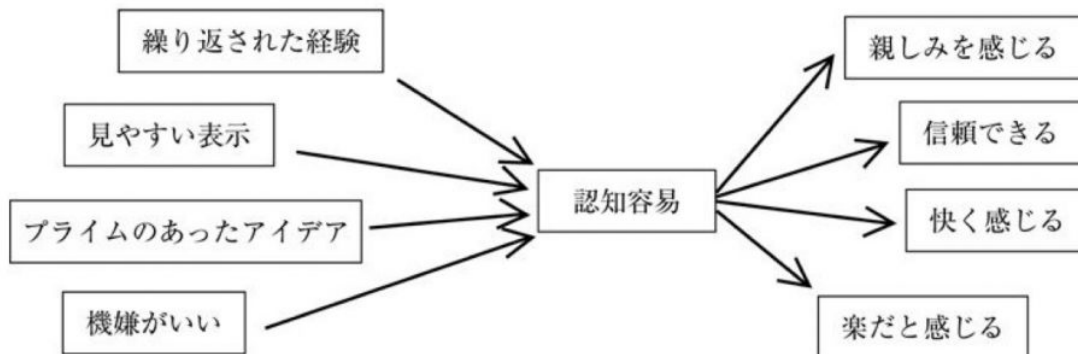 繰り返された経験
見やすい表示
プライムのあったアイデア
機嫌がいい
認知容易
親しみを感じる
信頼できる
快く感じる
楽だと感じる